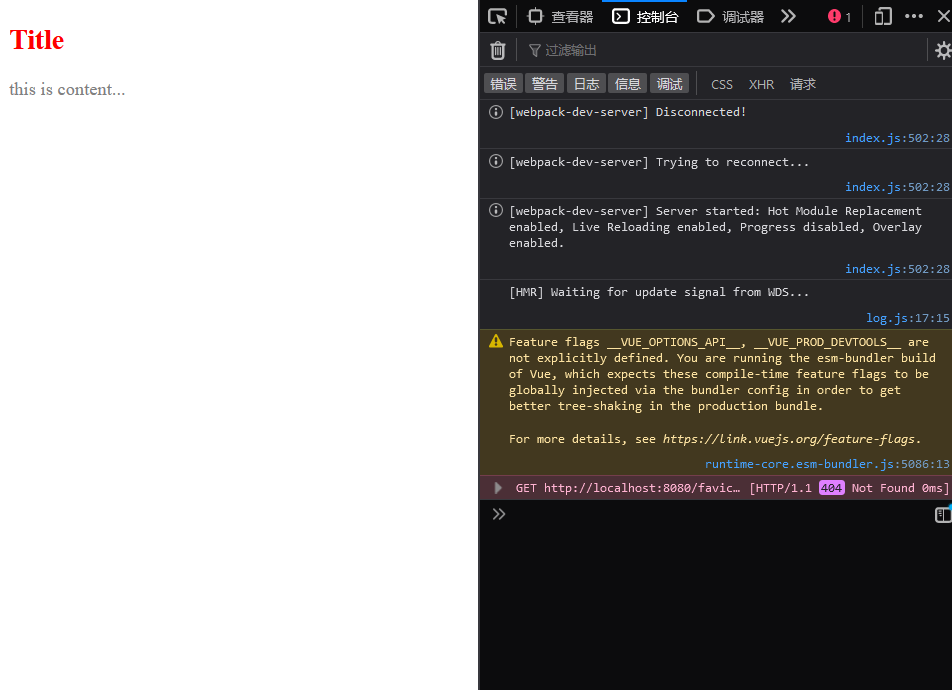 Title
this is content...
查看器
控制台
调试器
1
过滤输出
错误
警告
日志
信息
调试
CSS
XHR
请求
[webpack-dev-server] Disconnected!
index.js:502:28
[webpack-dev-server] Trying to reconnect...
index.js:502:28
[webpack-dev-server] Server started: Hot Module Replacement
enabled, Live Reloading enabled, Progress disabled, Overlay
enabled.
index.js:502:28
[HMR] Waiting for update signal from WDS...
log.js:17:15
Feature flags __VUE_OPTIONS_API__, __VUE_PROD_DEVTOOLS__ are
not explicitly defined. You are running the esm-bundler build
of Vue, which expects these compile-time feature flags to be
globally injected via the bundler config in order to get
better tree-shaking in the production bundle.
For more details, see https://link.vuejs.org/feature-flags.
runtime-core.esm-bundler.js:5086:13
GET http://localhost:8080/favic… [HTTP/1.1 404 Not Found 0ms]